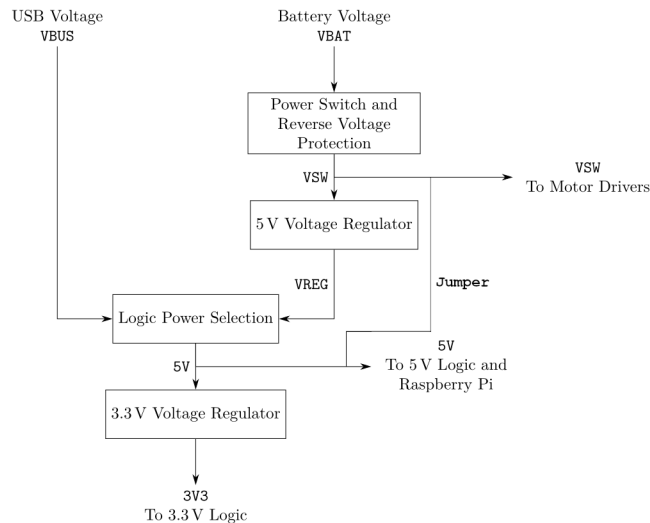 USB Voltage
VBUS
Battery Voltage
VBAT
Power Switch and
Reverse Voltage
Protection
VSW
VSW
To Motor Drivers
5 V Voltage Regulator
VREG
Jumper
Logic Power Selection
5V
5V
To 5 V Logic and
Raspberry Pi
3.3 V Voltage Regulator
3V3
To 3.3 V Logic